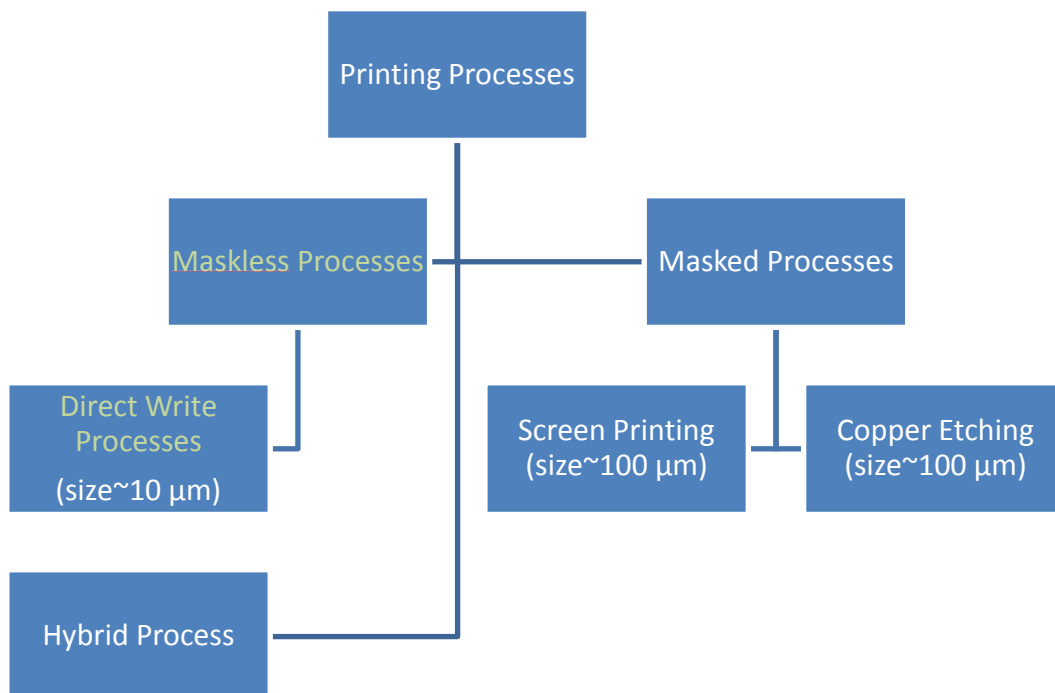 Printing Processes
Maskless Processes
Masked Processes
Direct Write
Processes
(size~10 µm)
Screen Printing
(size~100 µm)
Copper Etching
(size~100 µm)
Hybrid Process